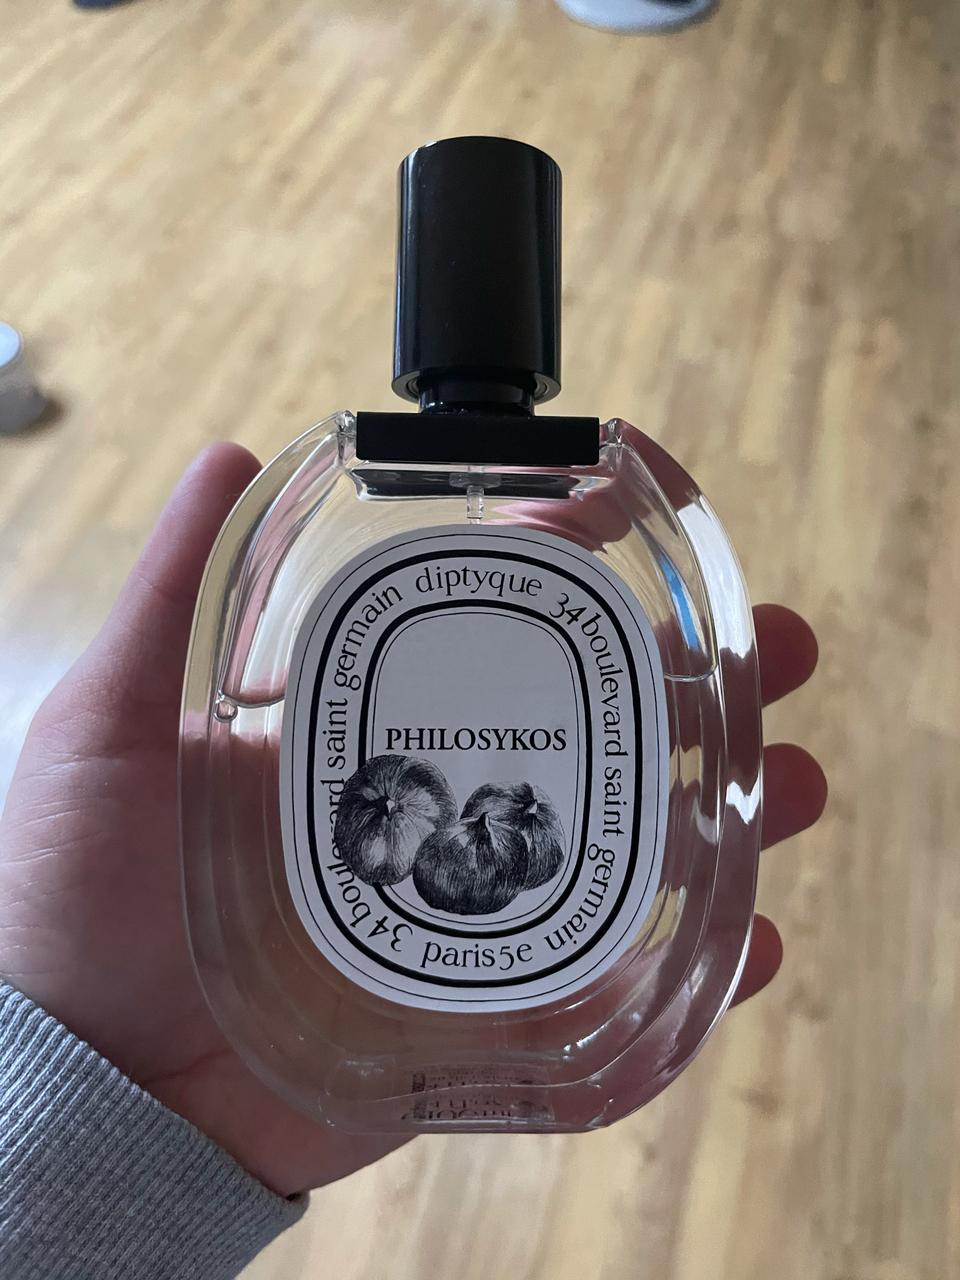 diptyque 34 boulevard saint germain paris 5e 34 boulevard saint germain
PHILOSYKOS